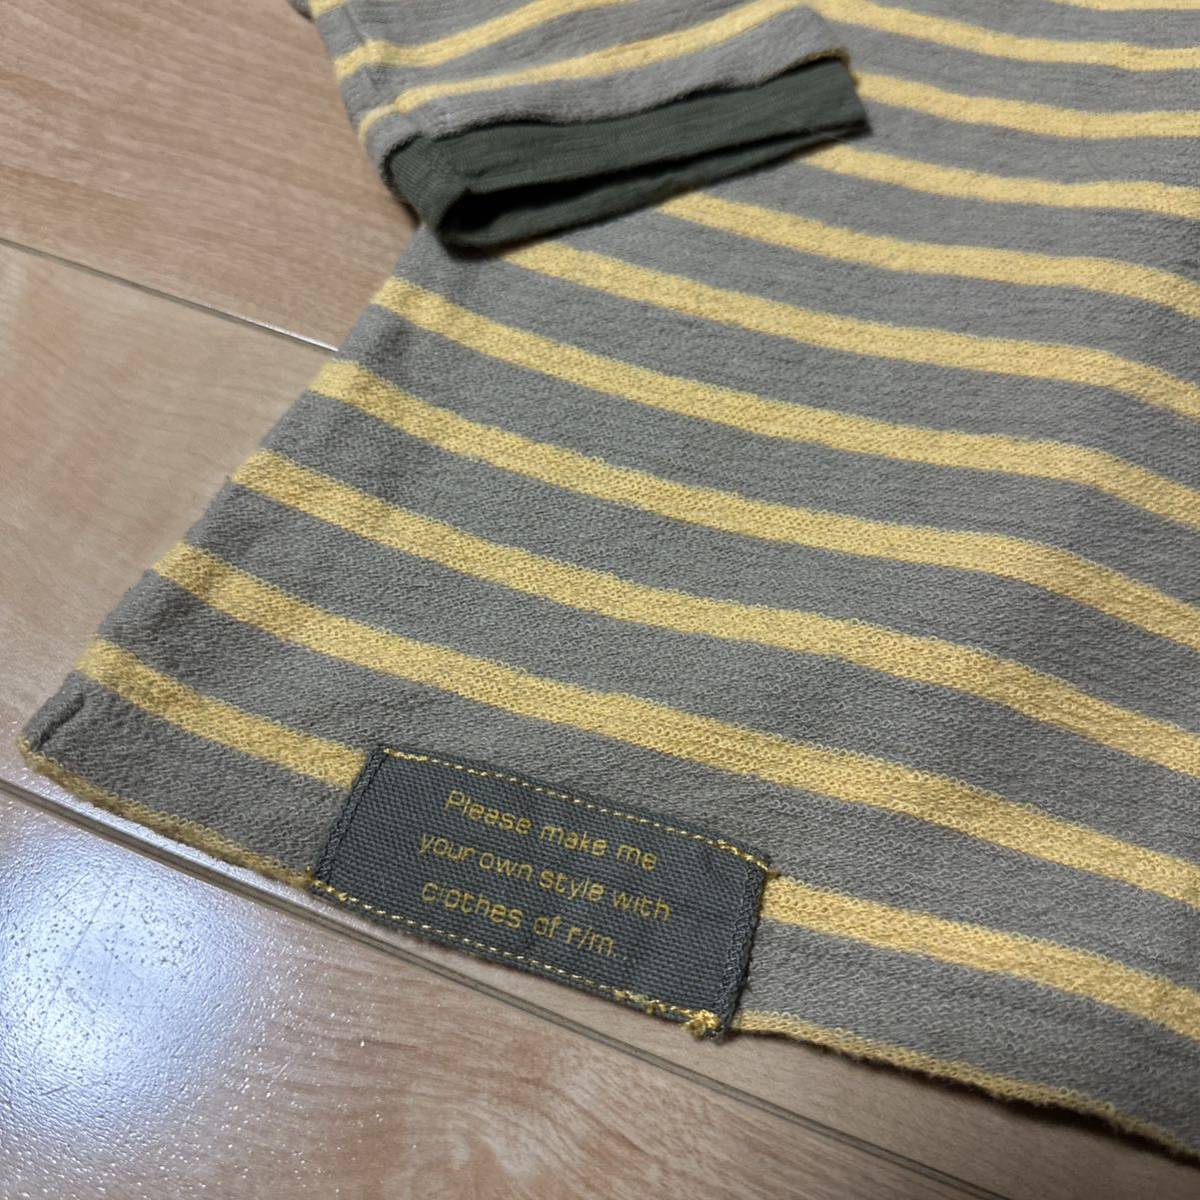 Please make me
your own style with
clothes of r/m..